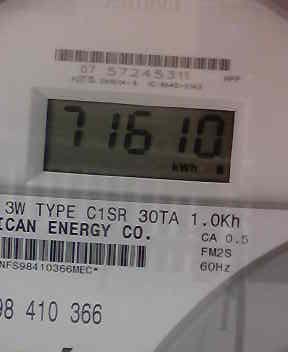 07 57245311
71610
kWh
3W TYPE C1SR 30TA 1.0Kh
ICAN ENERGY CO.
CA 0.5
FM2S
60Hz
NFS98410366MEC*
98 410 366